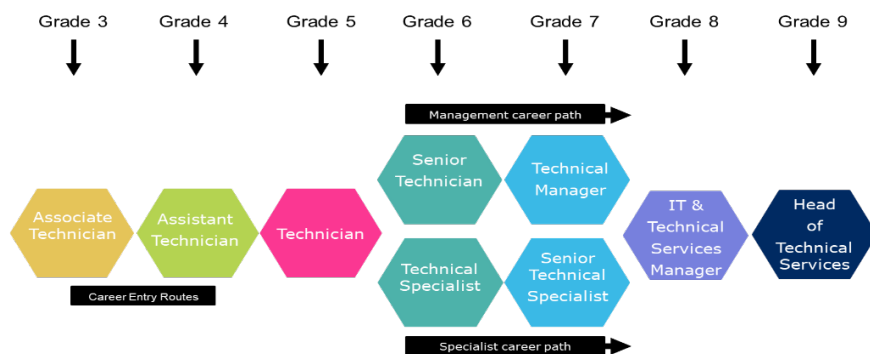 Grade 3
Grade 4
Grade 5
Grade 6
Grade 7
Grade 8
Grade 9
Management career path
Senior
Technician
Technical
Manager
Associate
Technician
Assistant
Technician
Technician
IT &
Technical
Services
Manager
Head
of
Technical
Services
Technical
Specialist
Senior
Technical
Specialist
Career Entry Routes
Specialist career path